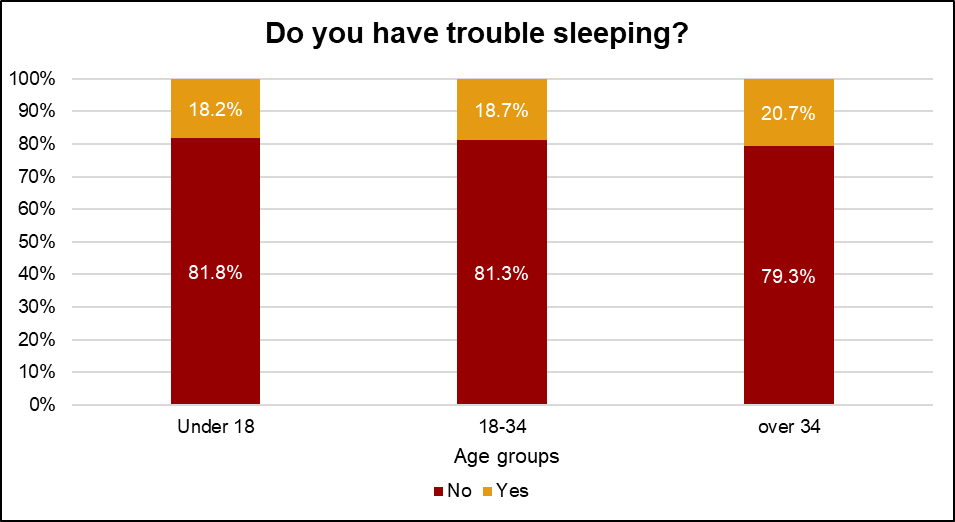 Do you have trouble sleeping?
100%
90%
80%
70%
60%
50%
40%
30%
20%
10%
0%
18.2% 18.7% 20.7%
81.8% 81.3% 79.3%
Under 18 18-34 over 34
Age groups
No Yes